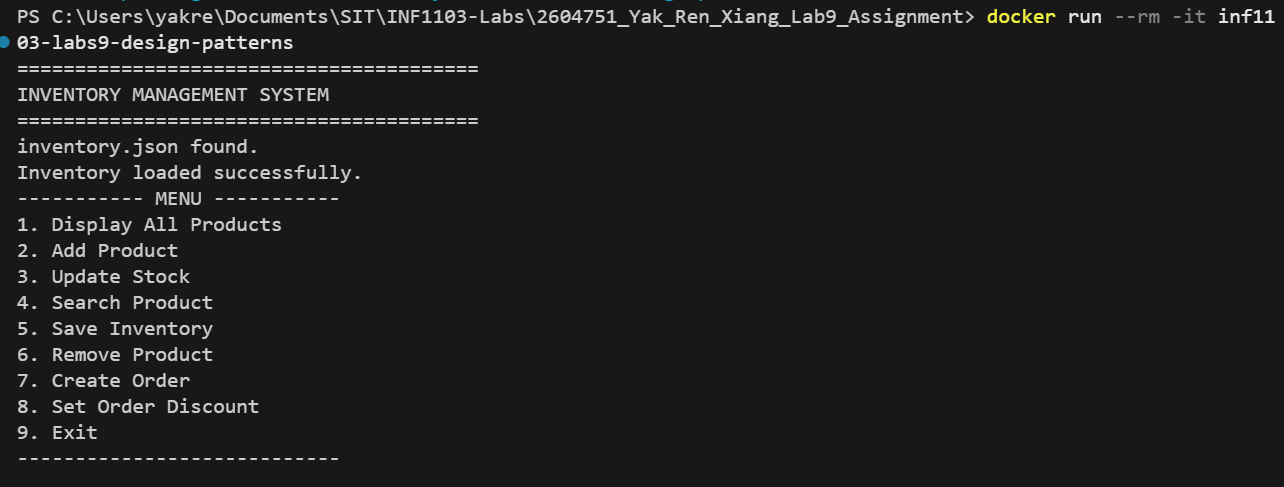 PS C:\Users\yakre\Documents\SIT\INF1103-Labs\2604751_Yak_Ren_Xiang_Lab9_Assignment> docker run --rm -it inf11
03-labs9-design-patterns
========================================
INVENTORY MANAGEMENT SYSTEM
========================================
inventory.json found.
Inventory loaded successfully.
----------- MENU -----------
1. Display All Products
2. Add Product
3. Update Stock
4. Search Product
5. Save Inventory
6. Remove Product
7. Create Order
8. Set Order Discount
9. Exit
----------------------------